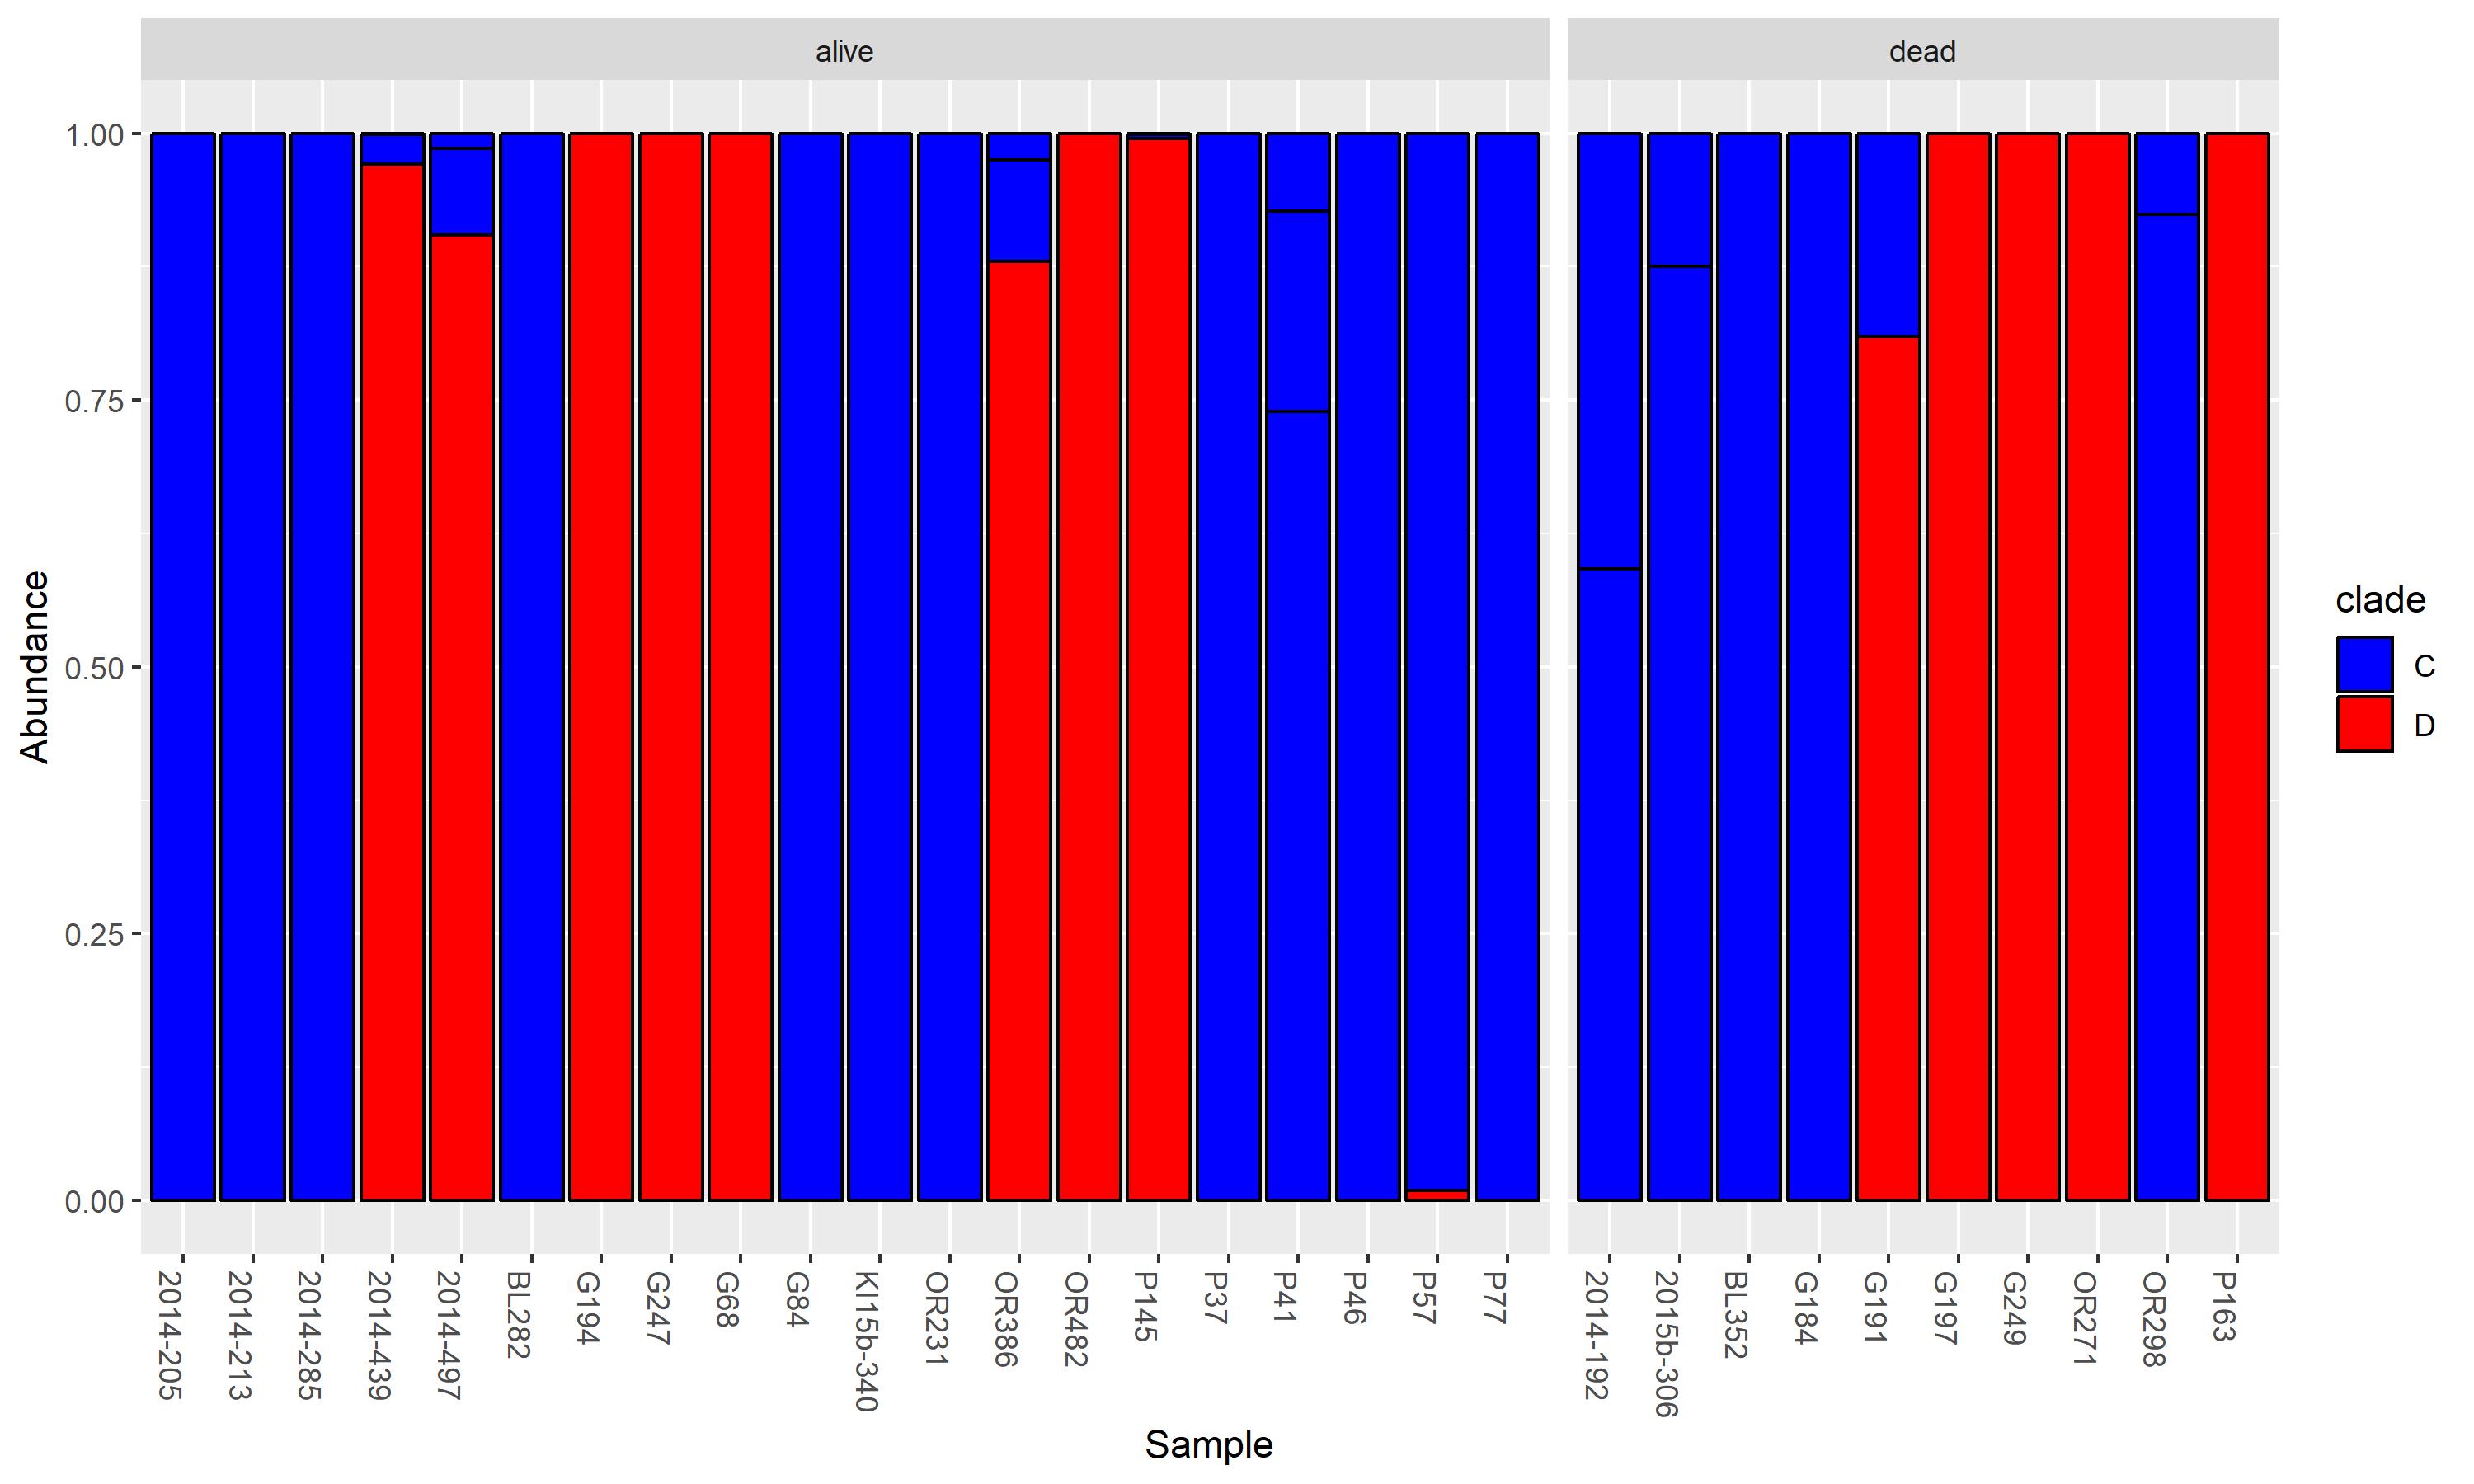 alive
dead
1.00
0.75
0.50
0.25
0.00
Abundance
2014-205
2014-213
2014-285
2014-439
2014-497
BL282
G194
G247
G68
G84
KI15b-340
OR231
OR386
OR482
P145
P37
P41
P46
P57
P77
2014-192
2015b-306
BL352
G184
G191
G197
G249
OR271
OR298
P163
Sample
clade
C
D